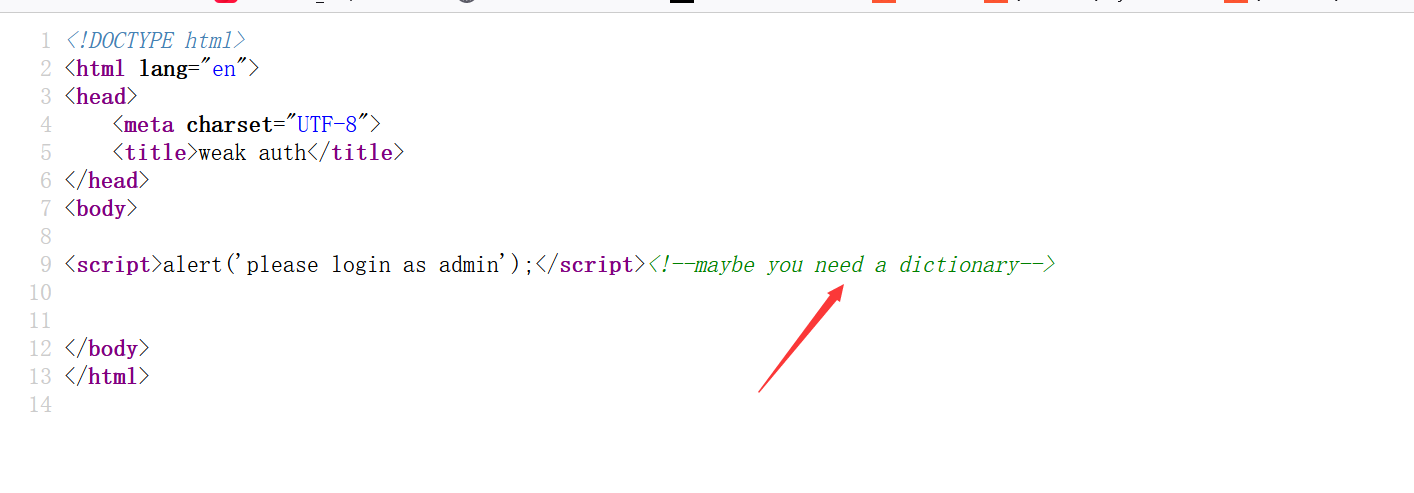 1 <!DOCTYPE html>
2 <html lang="en">
3 <head>
4     <meta charset="UTF-8">
5     <title>weak auth</title>
6 </head>
7 <body>
8
9 <script>alert('please login as admin');</script><!--maybe you need a dictionary-->
10
11
12 </body>
13 </html>
14